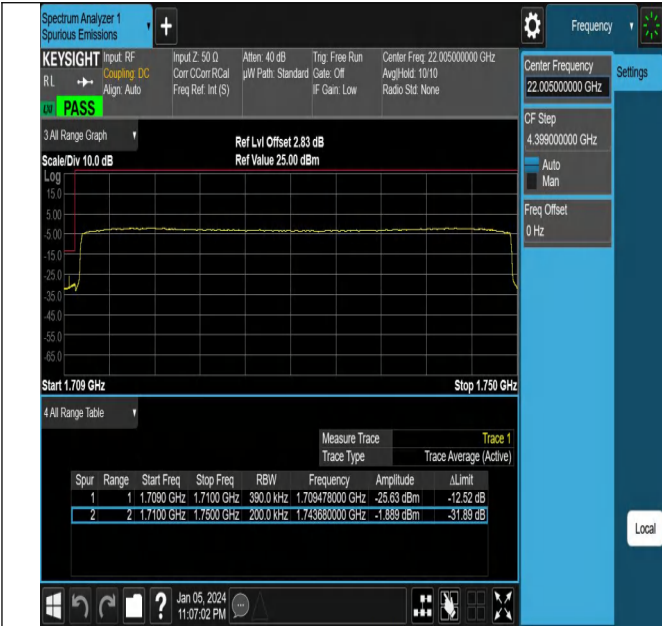 Spectrum Analyzer 1
Spurious Emissions
Frequency
KEYSIGHT
RL
LXI
PASS
Input: RF
Coupling: DC
Align: Auto
Input Z: 50 Ω
Corr CCorr RCal
Freq Ref: Int (S)
Atten: 40 dB
µW Path: Standard
Trig: Free Run
Gate: Off
IF Gain: Low
Center Freq: 22.005000000 GHz
Avg|Hold: 10/10
Radio Std: None
Center Frequency
22.005000000 GHz
Settings
CF Step
4.399000000 GHz
Auto
Man
Freq Offset
0 Hz
3 All Range Graph
Scale/Div 10.0 dB
Ref Lvl Offset 2.83 dB
Ref Value 25.00 dBm
Log
15.0
5.00
-5.00
-15.0
-25.0
-35.0
-45.0
-55.0
-65.0
Start 1.709 GHz
Stop 1.750 GHz
4 All Range Table
Measure Trace Trace 1
Trace Type Trace Average (Active)
Spur Range Start Freq Stop Freq RBW Frequency Amplitude ΔLimit
1 1 1.7090 GHz 1.7100 GHz 390.0 kHz 1.709478000 GHz -25.63 dBm -12.52 dB
2 2 1.7100 GHz 1.7500 GHz 200.0 kHz 1.743680000 GHz -1.889 dBm -31.89 dB
Local
Jan 05, 2024
11:07:02 PM